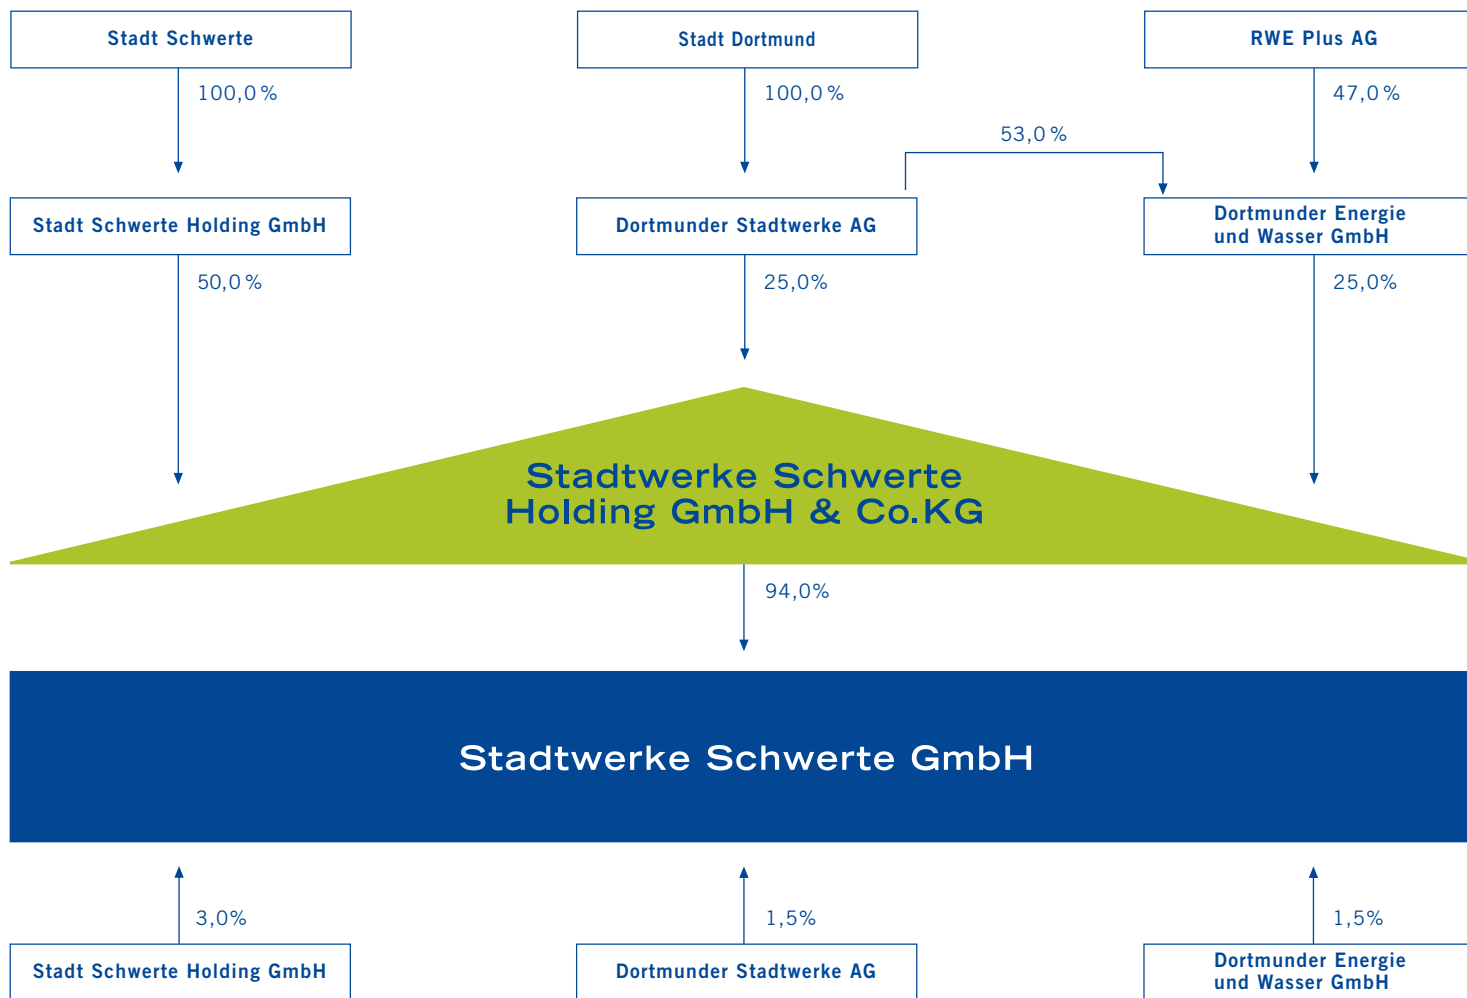 Stadt Schwerte
Stadt Dortmund
RWE Plus AG
100,0 %
100,0 %
47,0 %
53,0 %
Stadt Schwerte Holding GmbH
Dortmunder Stadtwerke AG
Dortmunder Energie
und Wasser GmbH
50,0 %
25,0%
25,0%
Stadtwerke Schwerte
Holding GmbH & Co.KG
94,0%
Stadtwerke Schwerte GmbH
3,0%
1,5%
1,5%
Stadt Schwerte Holding GmbH
Dortmunder Stadtwerke AG
Dortmunder Energie
und Wasser GmbH